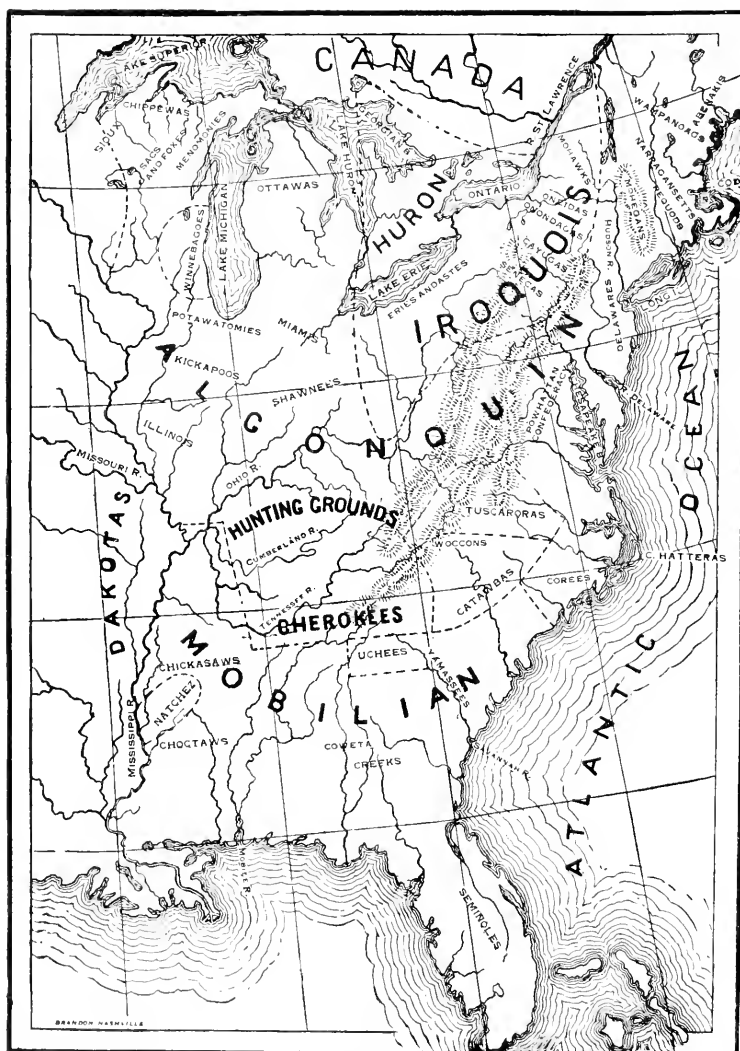 CANADA
LAKE SUPERIOR
CHIPPEWAS
SIOUX
SACS
AND FOXES
MENOMONIES
LAKE HURON
GEORGIAN
R. ST. LAWRENCE
ABENAKIS
WAMPANOAGS
NARRAGANSETTS
PEQUODS
MOHEGANS
MOHAWKS
ONEIDAS
ONONDAGAS
CAYUGAS
OTTAWAS
HURON
ONTARIO
WINNEBAGOES
LAKE MICHIGAN
LAKE ERIE
ERIES ANDASTES
IROQUOIS
HUDSON R.
DELAWARES
LONG I.
POTAWATOMIES
MIAMIS
KICKAPOOS
SHAWNEES
ALGONQUIN
ILLINOIS
POWHATAN
CONFEDERACY
DELAWARE
MISSOURI R.
OHIO R.
HUNTING GROUNDS
CUMBERLAND R.
TUSCARORAS
WOCCONS
C. HATTERAS
DAKOTAS
TENNESSEE R.
CHEROKEES
CATAWBAS
COREES
UCHEES
YAMASSEES
MOBILIAN
CHICKASAWS
NATCHEZ
CHOCTAWS
MISSISSIPPI R.
COWETA
CREEKS
SAVANNAH R.
MOBILE R.
SEMINOLES
ATLANTIC
OCEAN
BRANDON NASHVILLE